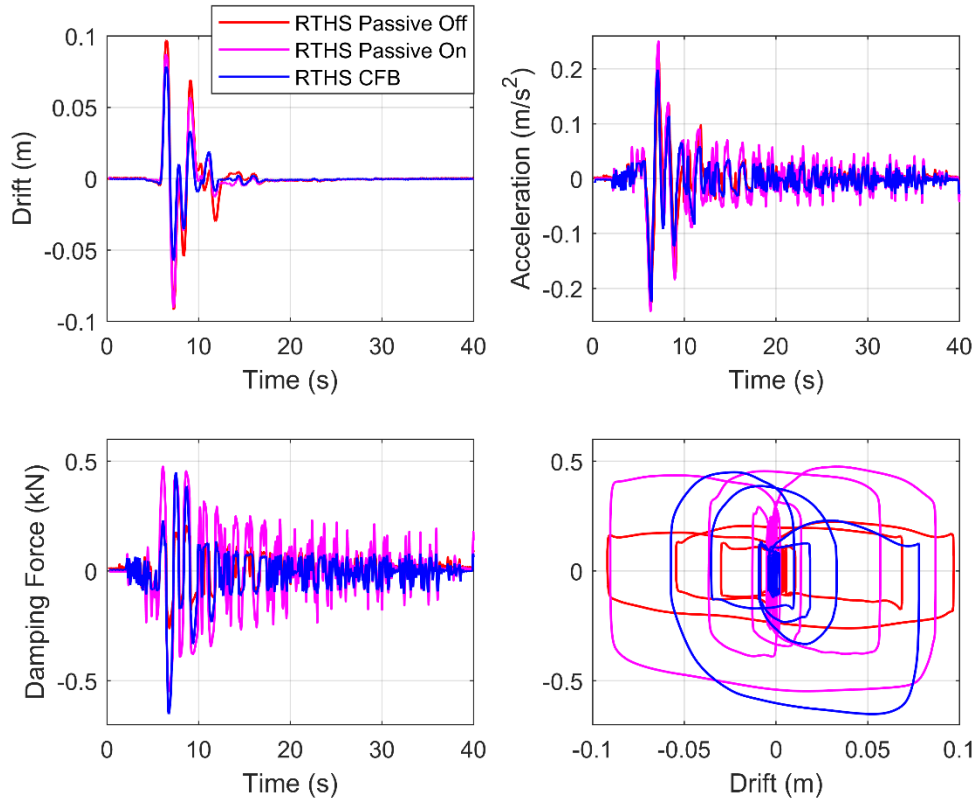 RTHS Passive Off
RTHS Passive On
RTHS CFB
0.1
0.05
0
-0.05
-0.1
Drift (m)
0 10 20 30 40
Time (s)
0.2
0.1
0
-0.1
-0.2
Acceleration (m/s²)
0 10 20 30 40
Time (s)
0.5
0
-0.5
Damping Force (kN)
0 10 20 30 40
Time (s)
0.5
0
-0.5
-0.1 -0.05 0 0.05 0.1
Drift (m)